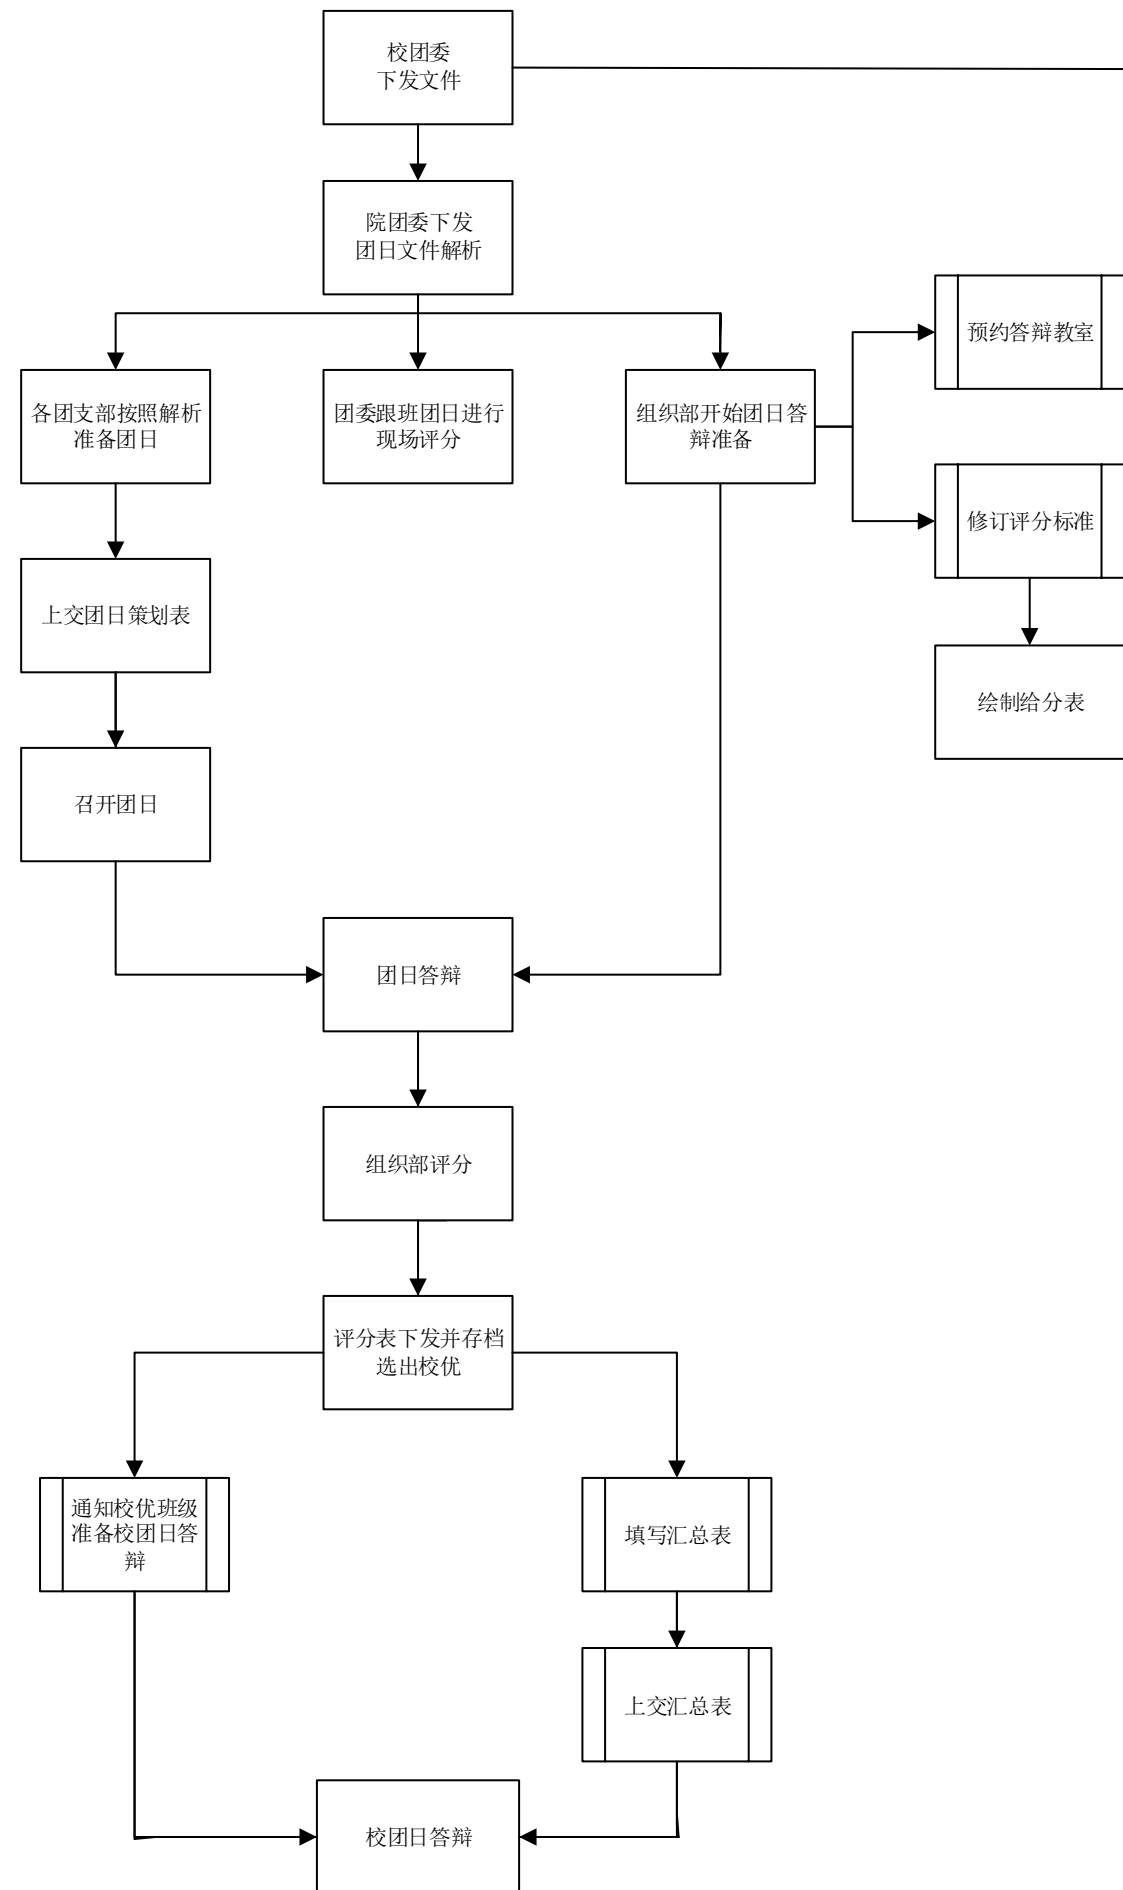 校团委
下发文件
院团委下发
团日文件解析
预约答辩教室
各团支部按照解析
准备团日
团委跟班团日进行
现场评分
组织部开始团日答
辩准备
修订评分标准
上交团日策划表
绘制给分表
召开团日
团日答辩
组织部评分
评分表下发并存档
选出校优
通知校优班级
准备校团日答
辩
填写汇总表
上交汇总表
校团日答辩